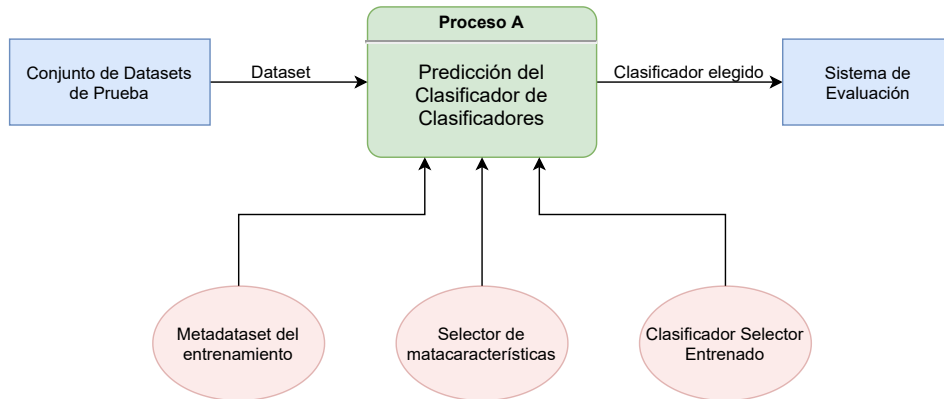 Proceso A
Conjunto de Datasets
de Prueba
Dataset
Predicción del
Clasificador de
Clasificadores
Clasificador elegido
Sistema de
Evaluación
Metadataset del
entrenamiento
Selector de
matacaracterísticas
Clasificador Selector
Entrenado